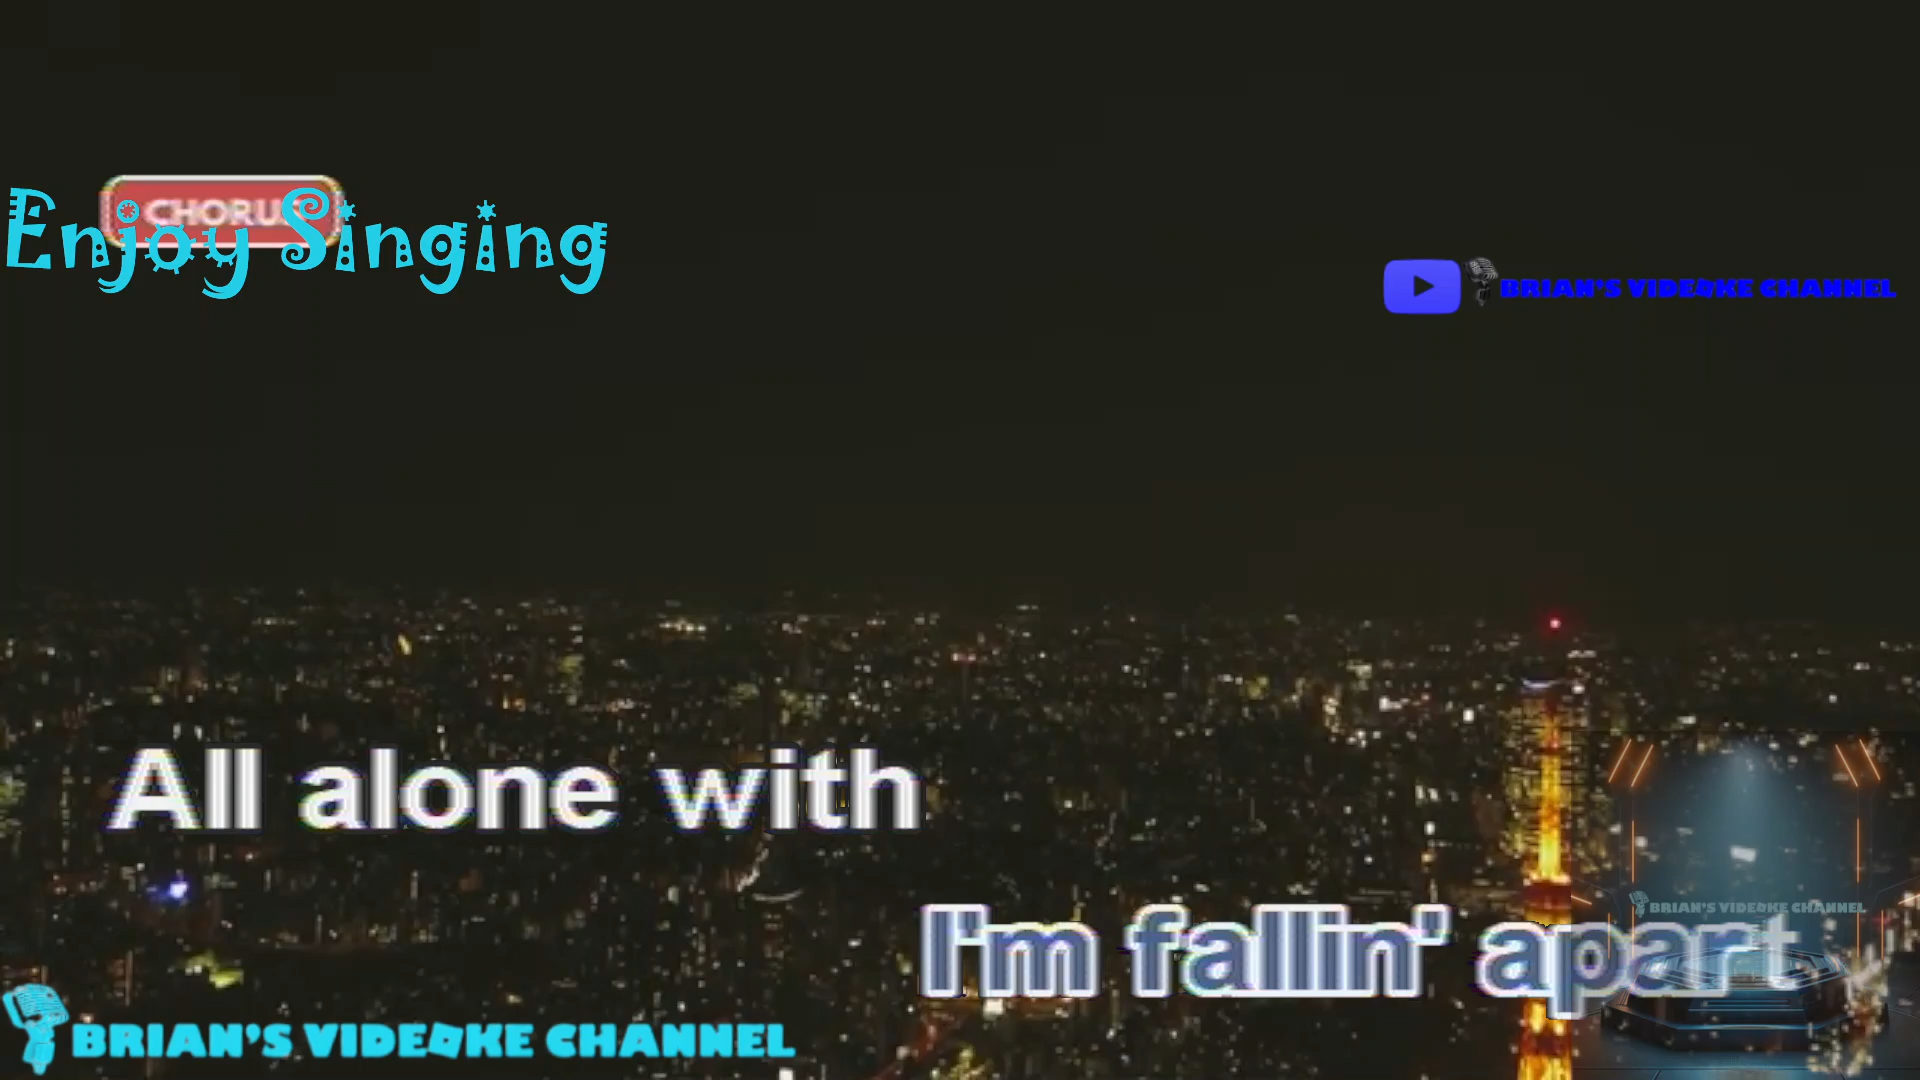 CHORUS
Enjoy Singing
BRIAN'S VIDEOKE CHANNEL
All alone with
BRIAN'S VIDEOKE CHANNEL
I'm fallin' apart
BRIAN'S VIDEOKE CHANNEL